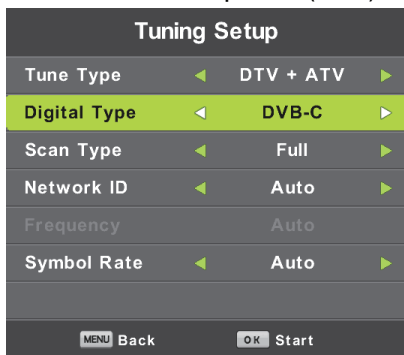 Tuning Setup
Tune Type DTV + ATV
Digital Type DVB-C
Scan Type Full
Network ID Auto
Frequency Auto
Symbol Rate Auto
MENU Back OK Start